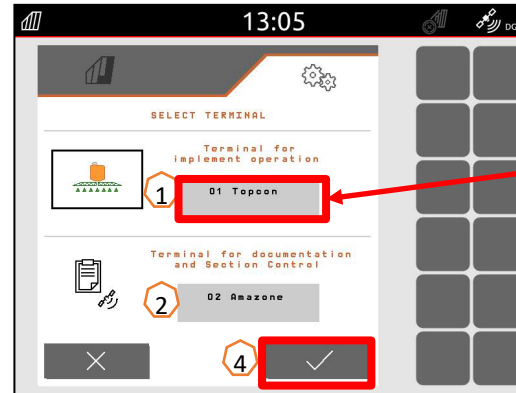 13:05
DG
SELECT TERMINAL
Terminal for
implement operation
1
01 Topcon
Terminal for documentation
and Section Control
2
02 Amazone
4